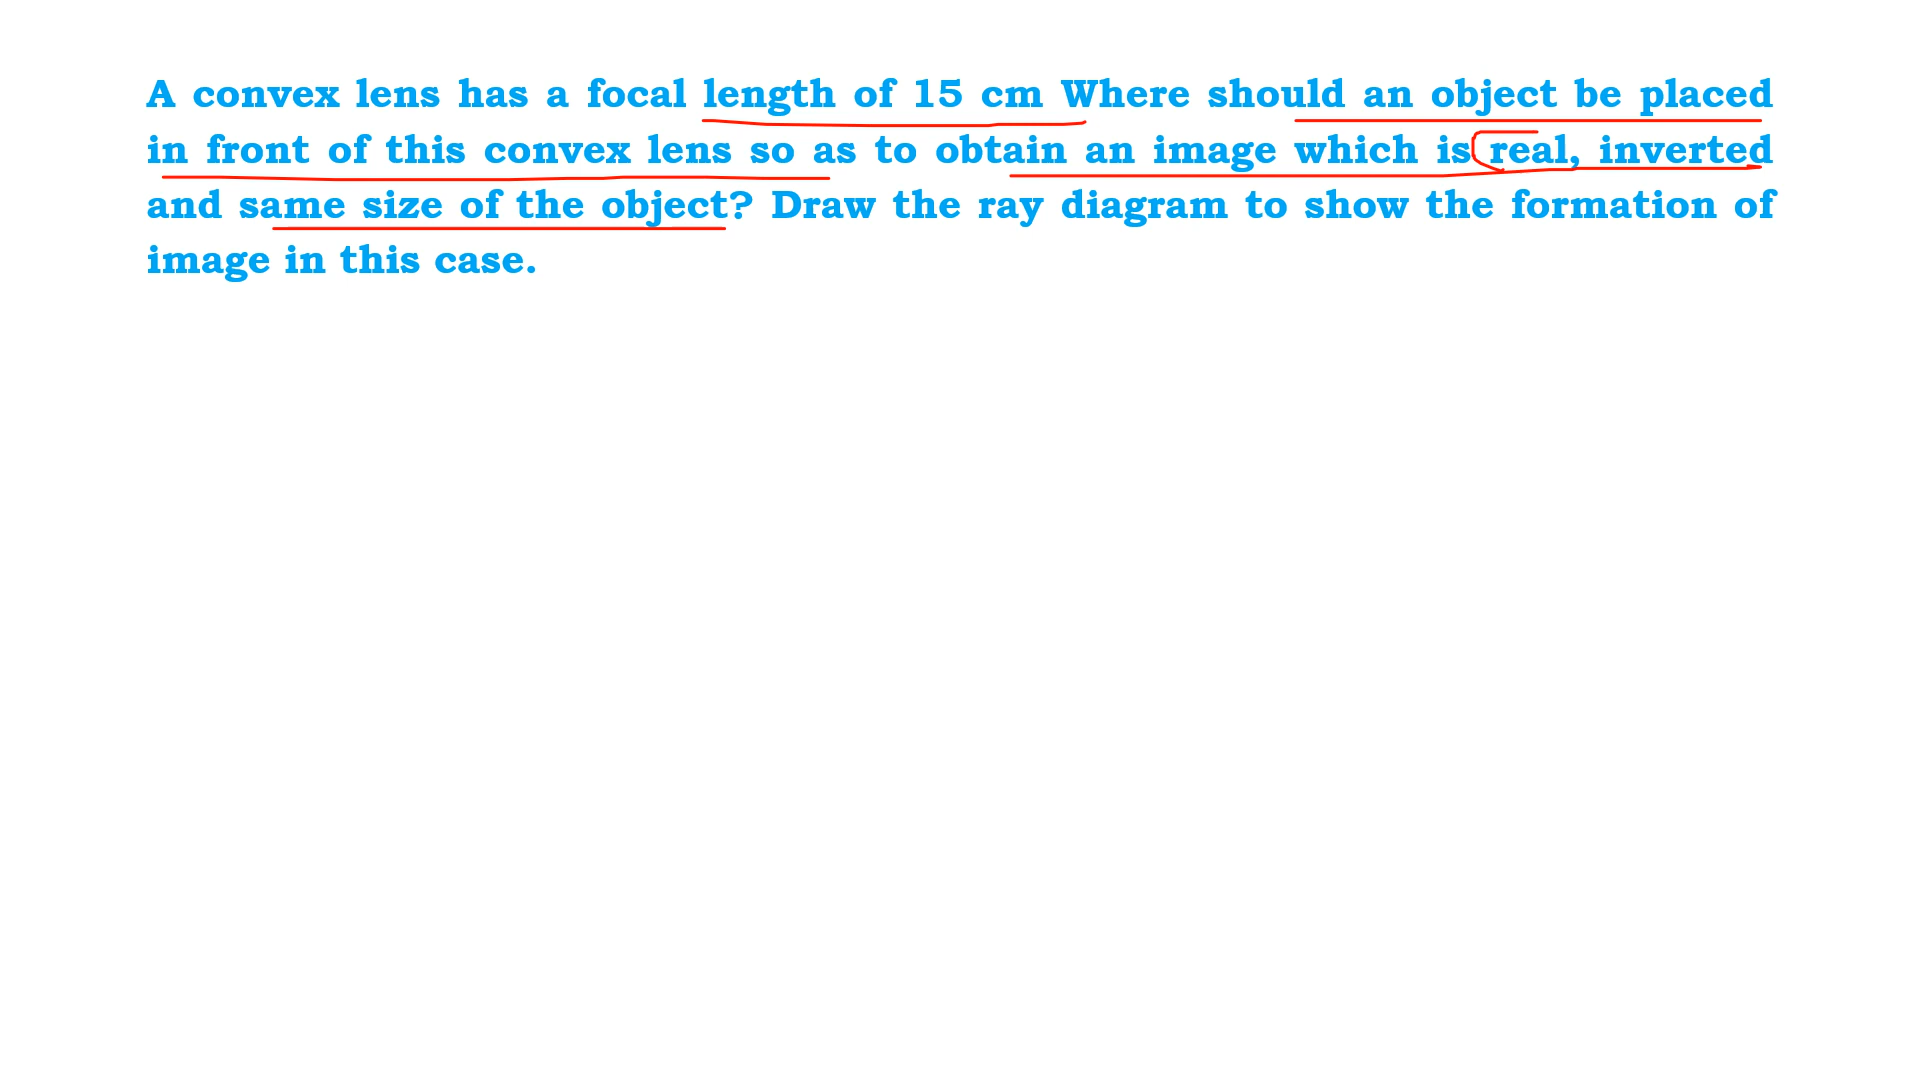 A convex lens has a focal length of 15 cm Where should an object be placed
in front of this convex lens so as to obtain an image which is real, inverted
and same size of the object? Draw the ray diagram to show the formation of
image in this case.